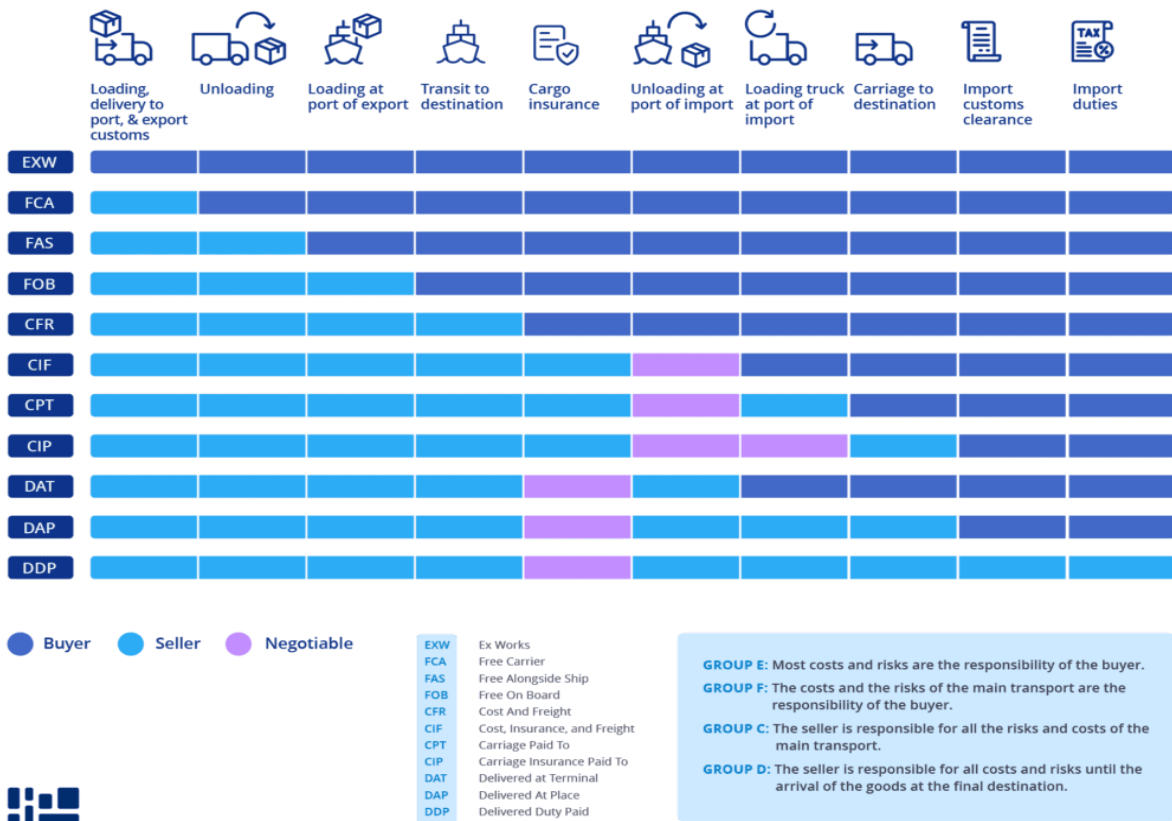 TAX
Loading,
delivery to
port, & export
customs
Unloading
Loading at
port of export
Transit to
destination
Cargo
insurance
Unloading at
port of import
Loading truck
at port of
import
Carriage to
destination
Import
customs
clearance
Import
duties
EXW
FCA
FAS
FOB
CFR
CIF
CPT
CIP
DAT
DAP
DDP
Buyer
Seller
Negotiable
EXW Ex Works
FCA Free Carrier
FAS Free Alongside Ship
FOB Free On Board
CFR Cost And Freight
CIF Cost, Insurance, and Freight
CPT Carriage Paid To
CIP Carriage Insurance Paid To
DAT Delivered at Terminal
DAP Delivered At Place
DDP Delivered Duty Paid
GROUP E: Most costs and risks are the responsibility of the buyer.
GROUP F: The costs and the risks of the main transport are the
responsibility of the buyer.
GROUP C: The seller is responsible for all the risks and costs of the
main transport.
GROUP D: The seller is responsible for all costs and risks until the
arrival of the goods at the final destination.